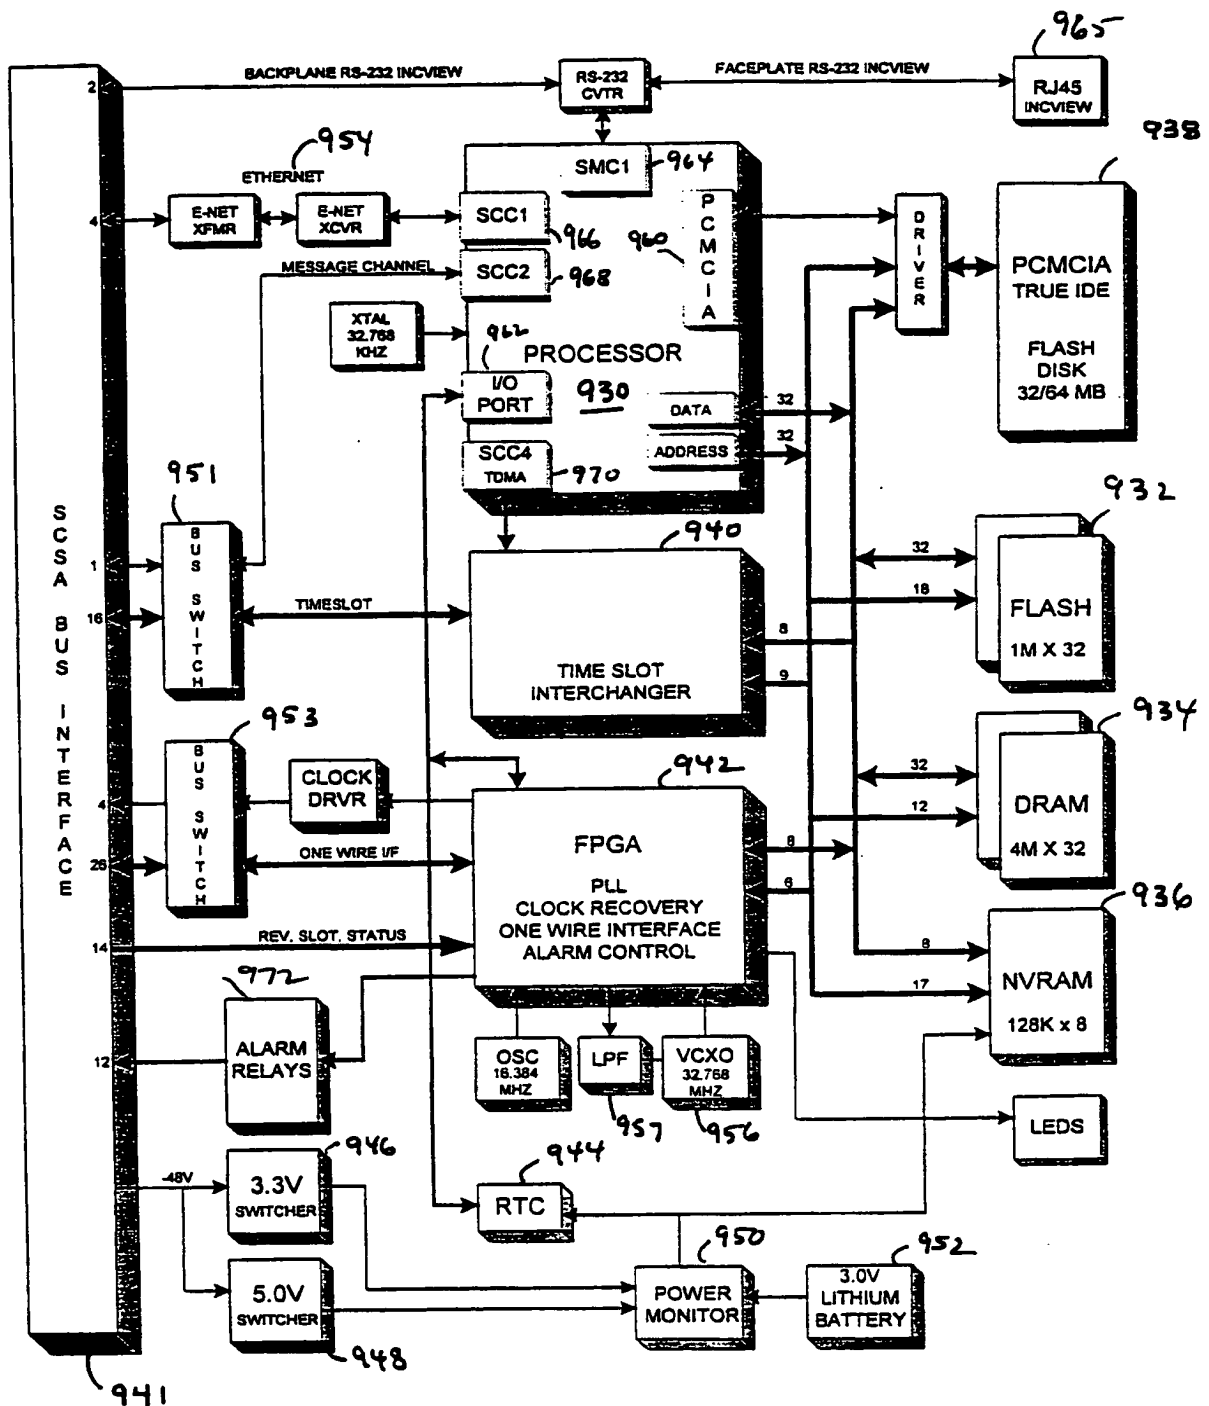 965
BACKPLANE RS-232 INCVIEW
RS-232
CVTR
FACEPLATE RS-232 INCVIEW
RJ45
INCVIEW
2
938
954
ETHERNET
SMC1
964
E-NET
XFMR
E-NET
XCVR
SCC1
966
4
PCMCIA
960
DRIVER
PCMCIA
TRUE IDE
FLASH
DISK
32/64 MB
MESSAGE CHANNEL
SCC2
968
XTAL
32.768
KHZ
962
PROCESSOR
930
I/O
PORT
DATA
32
ADDRESS
32
SCC4
TDMA
970
951
932
SCSA BUS INTERFACE
BUS SWITCH
940
1
16
TIMESLOT
32
18
FLASH
1M X 32
8
9
TIME SLOT
INTERCHANGER
953
934
BUS SWITCH
CLOCK
DRVR
942
32
12
DRAM
4M X 32
4
26
ONE WIRE I/F
FPGA
PLL
CLOCK RECOVERY
ONE WIRE INTERFACE
ALARM CONTROL
8
6
936
14
REV. SLOT, STATUS
8
17
NVRAM
128K x 8
972
ALARM
RELAYS
12
OSC
16.384
MHZ
LPF
957
VCXO
32.768
MHZ
956
LEDS
946
944
-48V
3.3V
SWITCHER
RTC
950
952
5.0V
SWITCHER
948
POWER
MONITOR
3.0V
LITHIUM
BATTERY
941